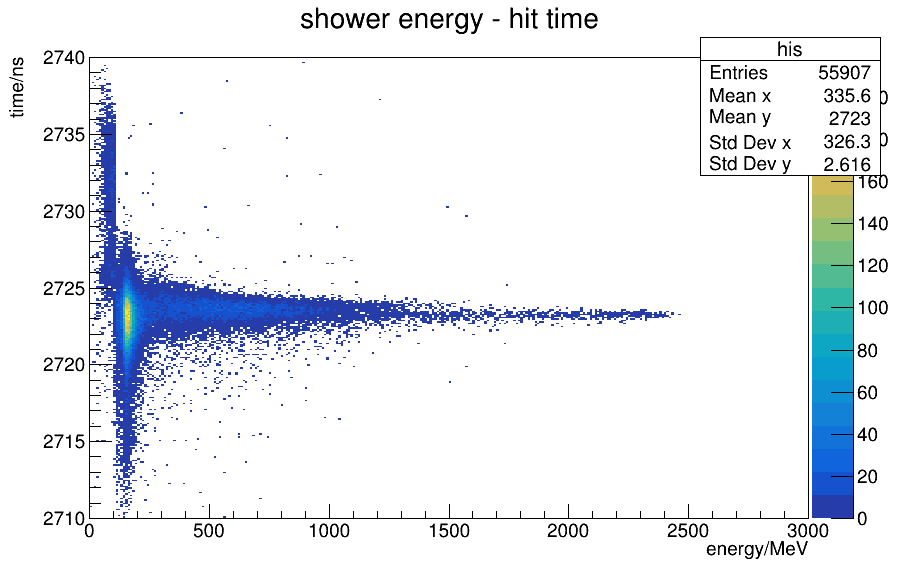 shower energy - hit time
his
Entries 55907
Mean x 335.6
Mean y 2723
Std Dev x 326.3
Std Dev y 2.616
time/ns
2740
2735
2730
2725
2720
2715
2710
0 500 1000 1500 2000 2500 3000
energy/MeV
0
0
160
140
120
100
80
60
40
20
0